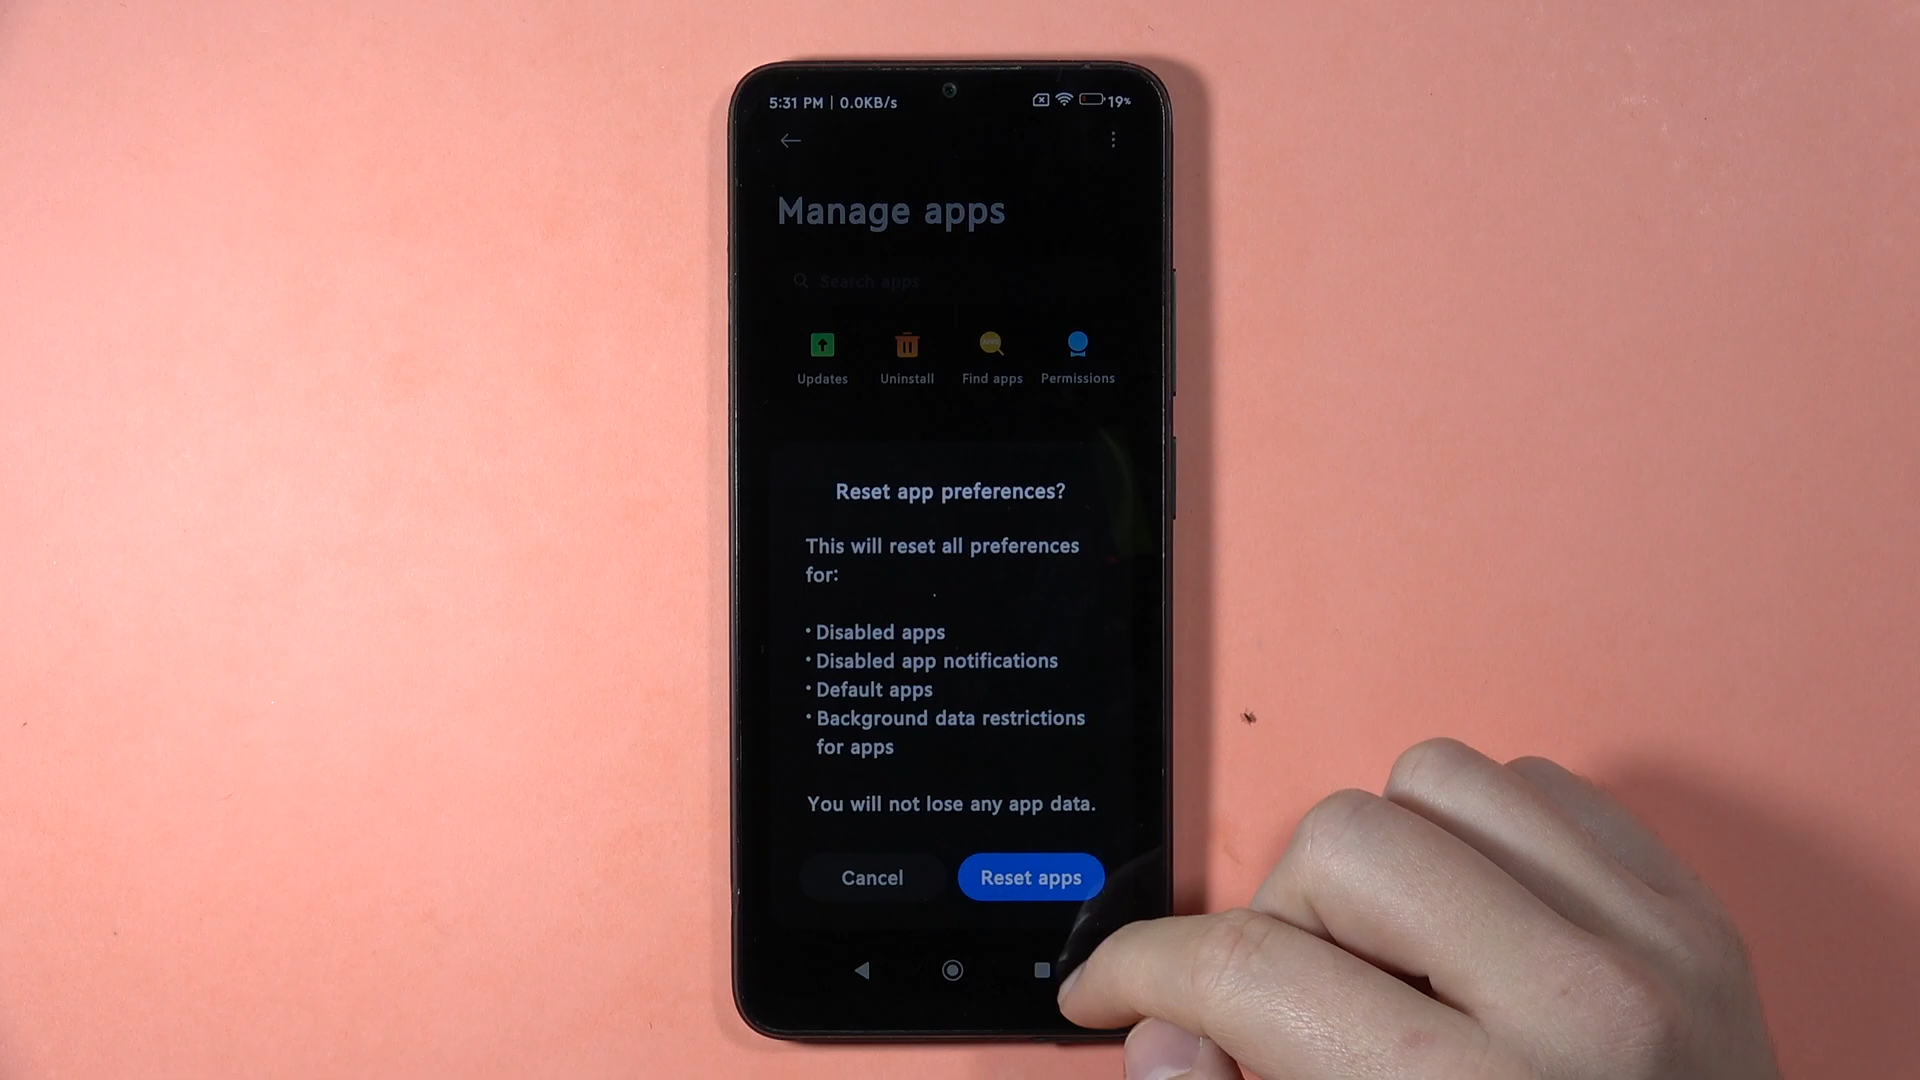 5:31 PM | 0.0KB/s
19%
Manage apps
Search apps
Updates
Uninstall
Find apps
Permissions
Reset app preferences?
This will reset all preferences
for:
• Disabled apps
• Disabled app notifications
• Default apps
• Background data restrictions
for apps
You will not lose any app data.
Cancel
Reset apps